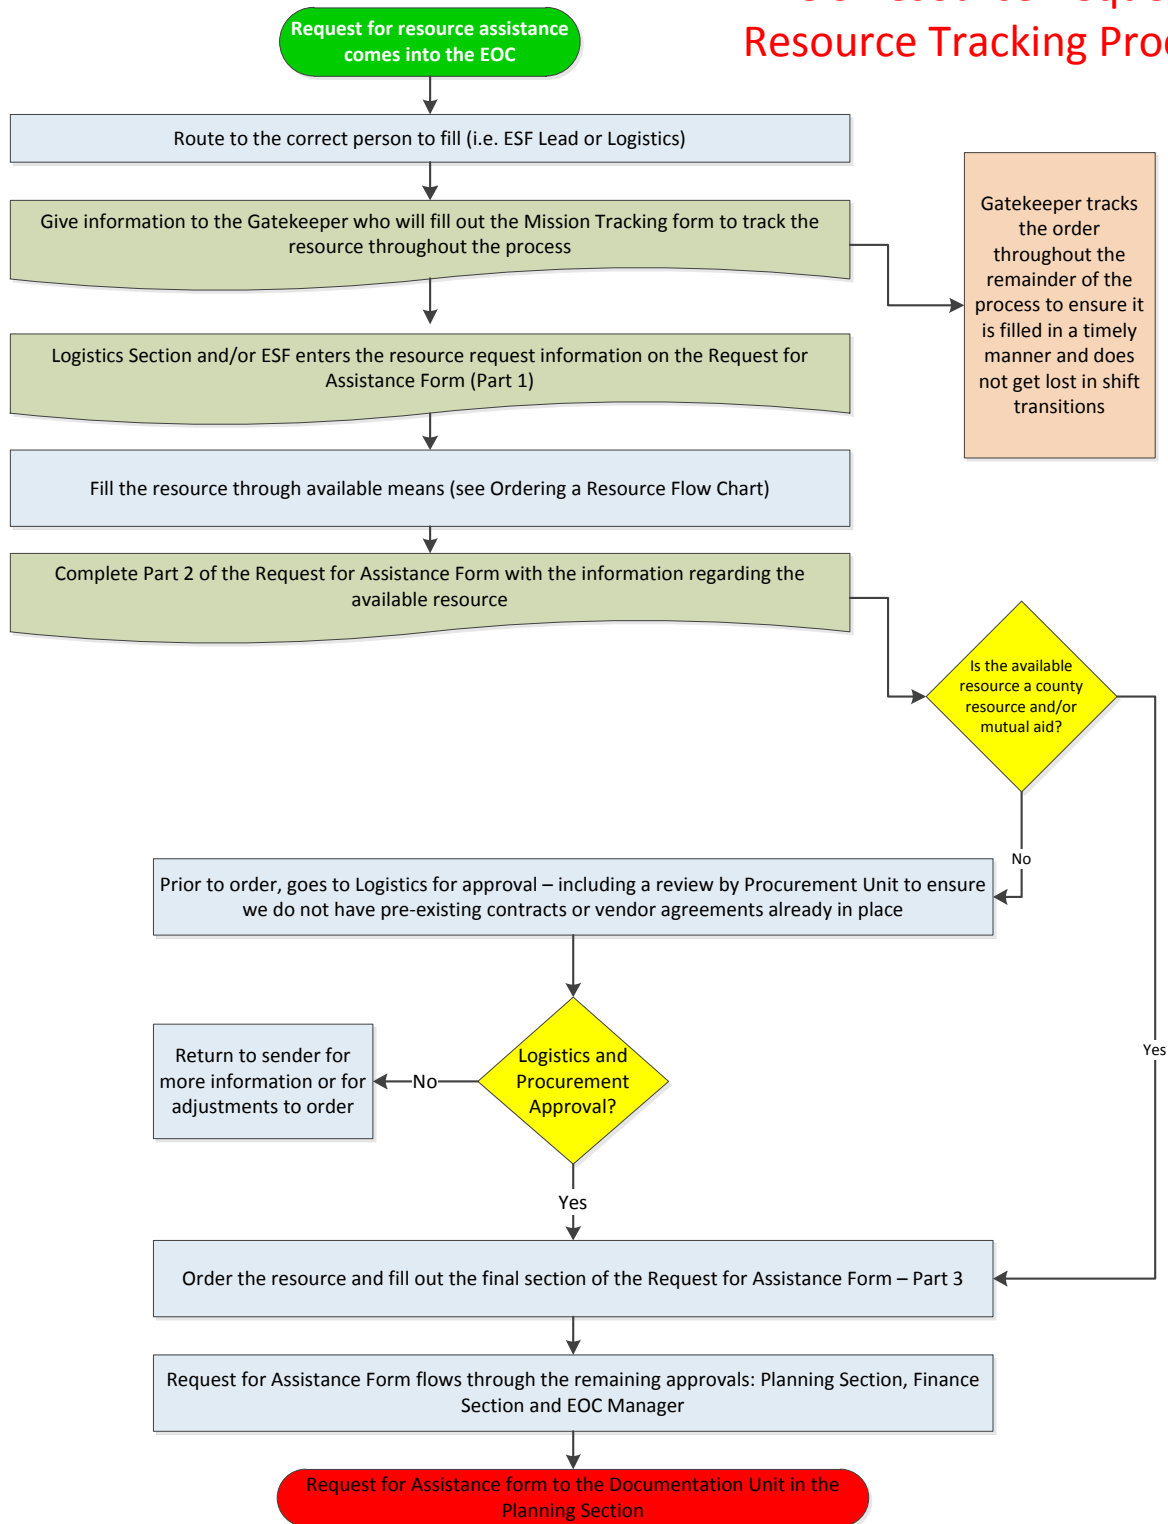 Resource Tracking Proc
Request for resource assistance
comes into the EOC
Route to the correct person to fill (i.e. ESF Lead or Logistics)
Give information to the Gatekeeper who will fill out the Mission Tracking form to track the
resource throughout the process
Gatekeeper tracks
the order
throughout the
remainder of the
process to ensure it
is filled in a timely
manner and does
not get lost in shift
transitions
Logistics Section and/or ESF enters the resource request information on the Request for
Assistance Form (Part 1)
Fill the resource through available means (see Ordering a Resource Flow Chart)
Complete Part 2 of the Request for Assistance Form with the information regarding the
available resource
Is the available
resource a county
resource and/or
mutual aid?
No
Yes
Prior to order, goes to Logistics for approval – including a review by Procurement Unit to ensure
we do not have pre-existing contracts or vendor agreements already in place
Logistics and
Procurement
Approval?
No
Return to sender for
more information or for
adjustments to order
Yes
Order the resource and fill out the final section of the Request for Assistance Form – Part 3
Request for Assistance Form flows through the remaining approvals: Planning Section, Finance
Section and EOC Manager
Request for Assistance form to the Documentation Unit in the
Planning Section